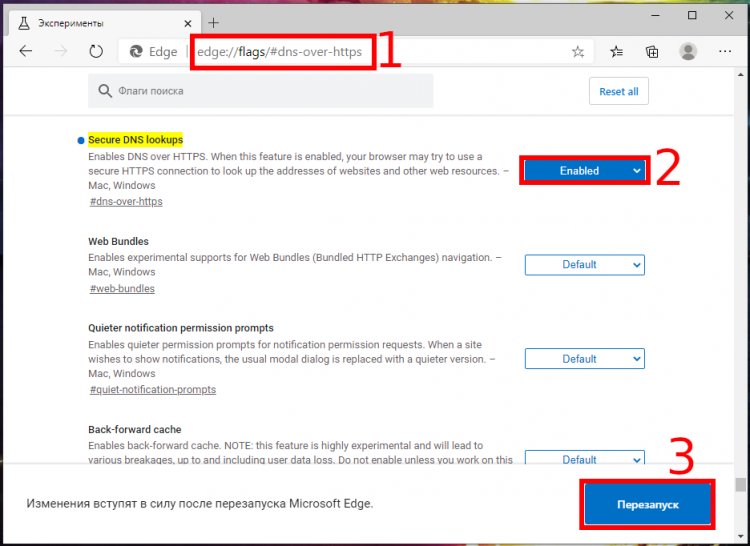 Эксперименты
Edge
edge://flags/#dns-over-https
1
Флаги поиска
Reset all
Secure DNS lookups
Enables DNS over HTTPS. When this feature is enabled, your browser may try to use a
secure HTTPS connection to look up the addresses of websites and other web resources. –
Mac, Windows
#dns-over-https
Enabled
2
Web Bundles
Enables experimental supports for Web Bundles (Bundled HTTP Exchanges) navigation. –
Mac, Windows
#web-bundles
Default
Quieter notification permission prompts
Enables quieter permission prompts for notification permission requests. When a site
wishes to show notifications, the usual modal dialog is replaced with a quieter version. –
Mac, Windows
#quiet-notification-prompts
Default
Back-forward cache
Enables back-forward cache. NOTE: this feature is highly experimental and will lead to
various breakages, up to and including user data loss. Do not enable unless you work on this
Default
3
Изменения вступят в силу после перезапуска Microsoft Edge.
Перезапуск